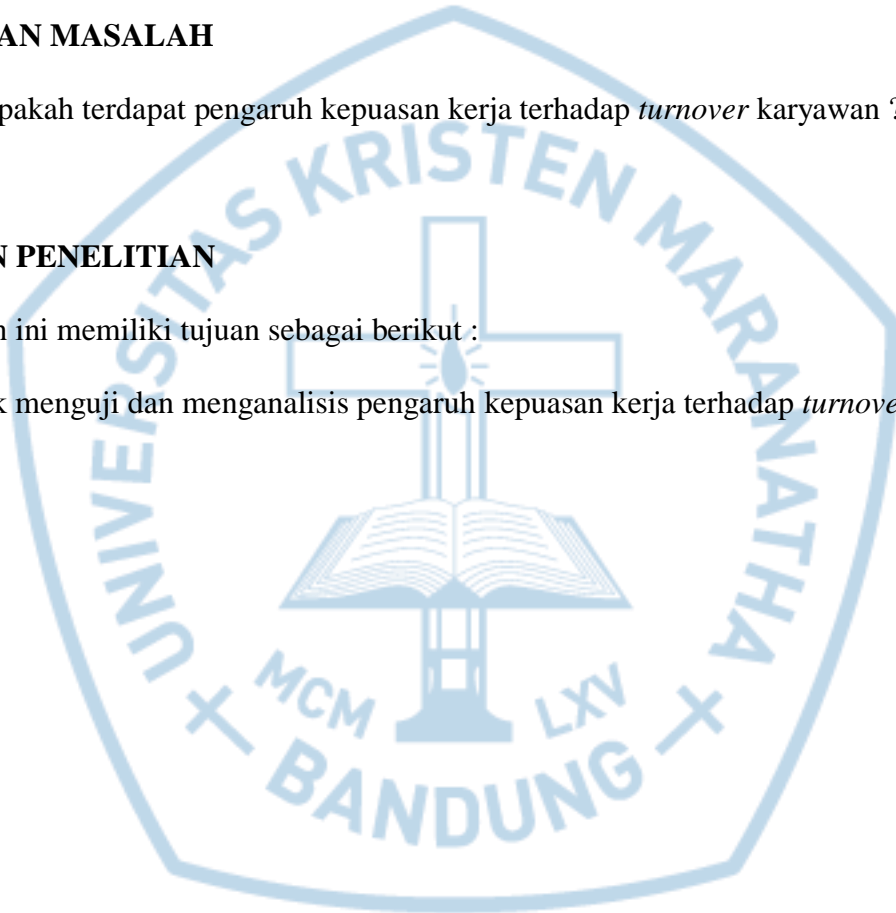 AN MASALAH
pakah terdapat pengaruh kepuasan kerja terhadap turnover karyawan ?
N PENELITIAN
n ini memiliki tujuan sebagai berikut :
k menguji dan menganalisis pengaruh kepuasan kerja terhadap turnove
UNIVERSITAS KRISTEN MARANATHA
MCM LXV
BANDUNG